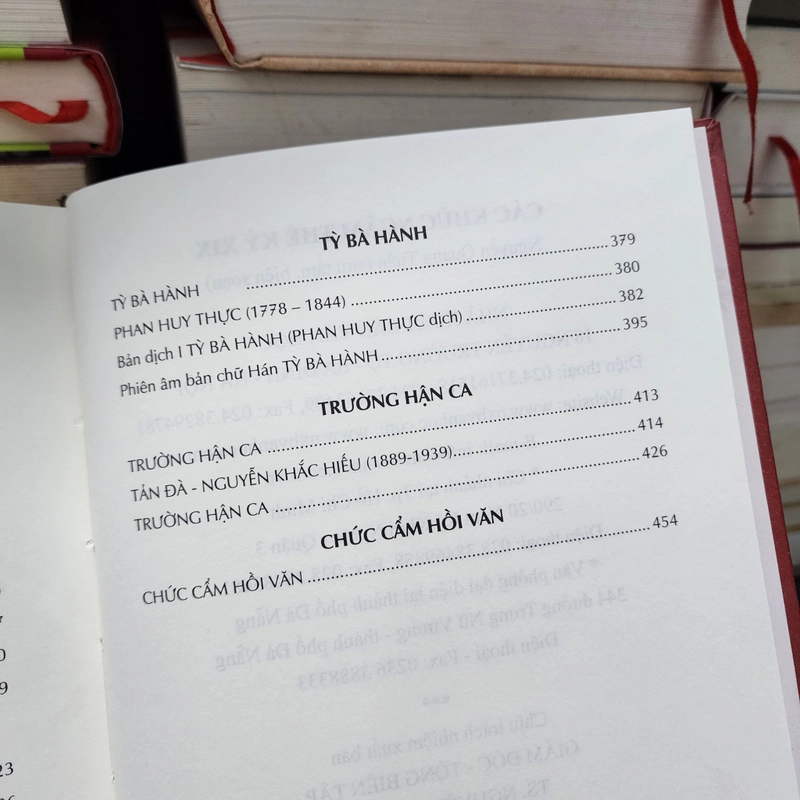 TỲ BÀ HÀNH
TỲ BÀ HÀNH ........ 379
PHAN HUY THỰC (1778 – 1844) ........ 380
Bản dịch I TỲ BÀ HÀNH (PHAN HUY THỰC dịch) ........ 382
Phiên âm bản chữ Hán TỲ BÀ HÀNH ........ 395
TRƯỜNG HẬN CA
TRƯỜNG HẬN CA ........ 413
TẢN ĐÀ - NGUYỄN KHẮC HIẾU (1889-1939) ........ 414
TRƯỜNG HẬN CA ........ 426
CHỨC CẨM HỒI VĂN
CHỨC CẨM HỒI VĂN ........ 454